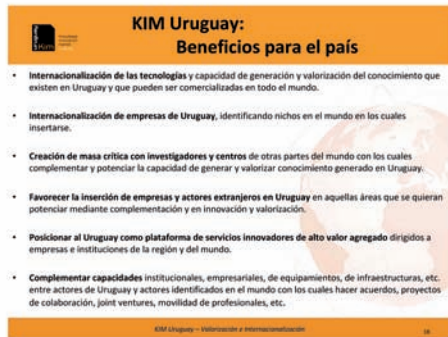 Kim
KIM Uruguay:
Beneficios para el país
• Internacionalización de las tecnologías y capacidad de generación y valorización del conocimiento que
existen en Uruguay y que pueden ser comercializadas en todo el mundo.
• Internacionalización de empresas de Uruguay, identificando nichos en el mundo en los cuales
insertarse.
• Creación de masa crítica con investigadores y centros de otras partes del mundo con los cuales
complementar y potenciar la capacidad de generar y valorizar conocimiento generado en Uruguay.
• Favorecer la inserción de empresas y actores extranjeros en Uruguay en aquellas áreas que se quieran
potenciar mediante complementación y en innovación y valorización.
• Posicionar al Uruguay como plataforma de servicios innovadores de alto valor agregado dirigidos a
empresas e instituciones de la región y del mundo.
• Complementar capacidades institucionales, empresariales, de equipamientos, de infraestructuras, etc.
entre actores de Uruguay y actores identificados en el mundo con los cuales hacer acuerdos, proyectos
de colaboración, joint ventures, movilidad de profesionales, etc.
KIM Uruguay – Valorización e Internacionalización